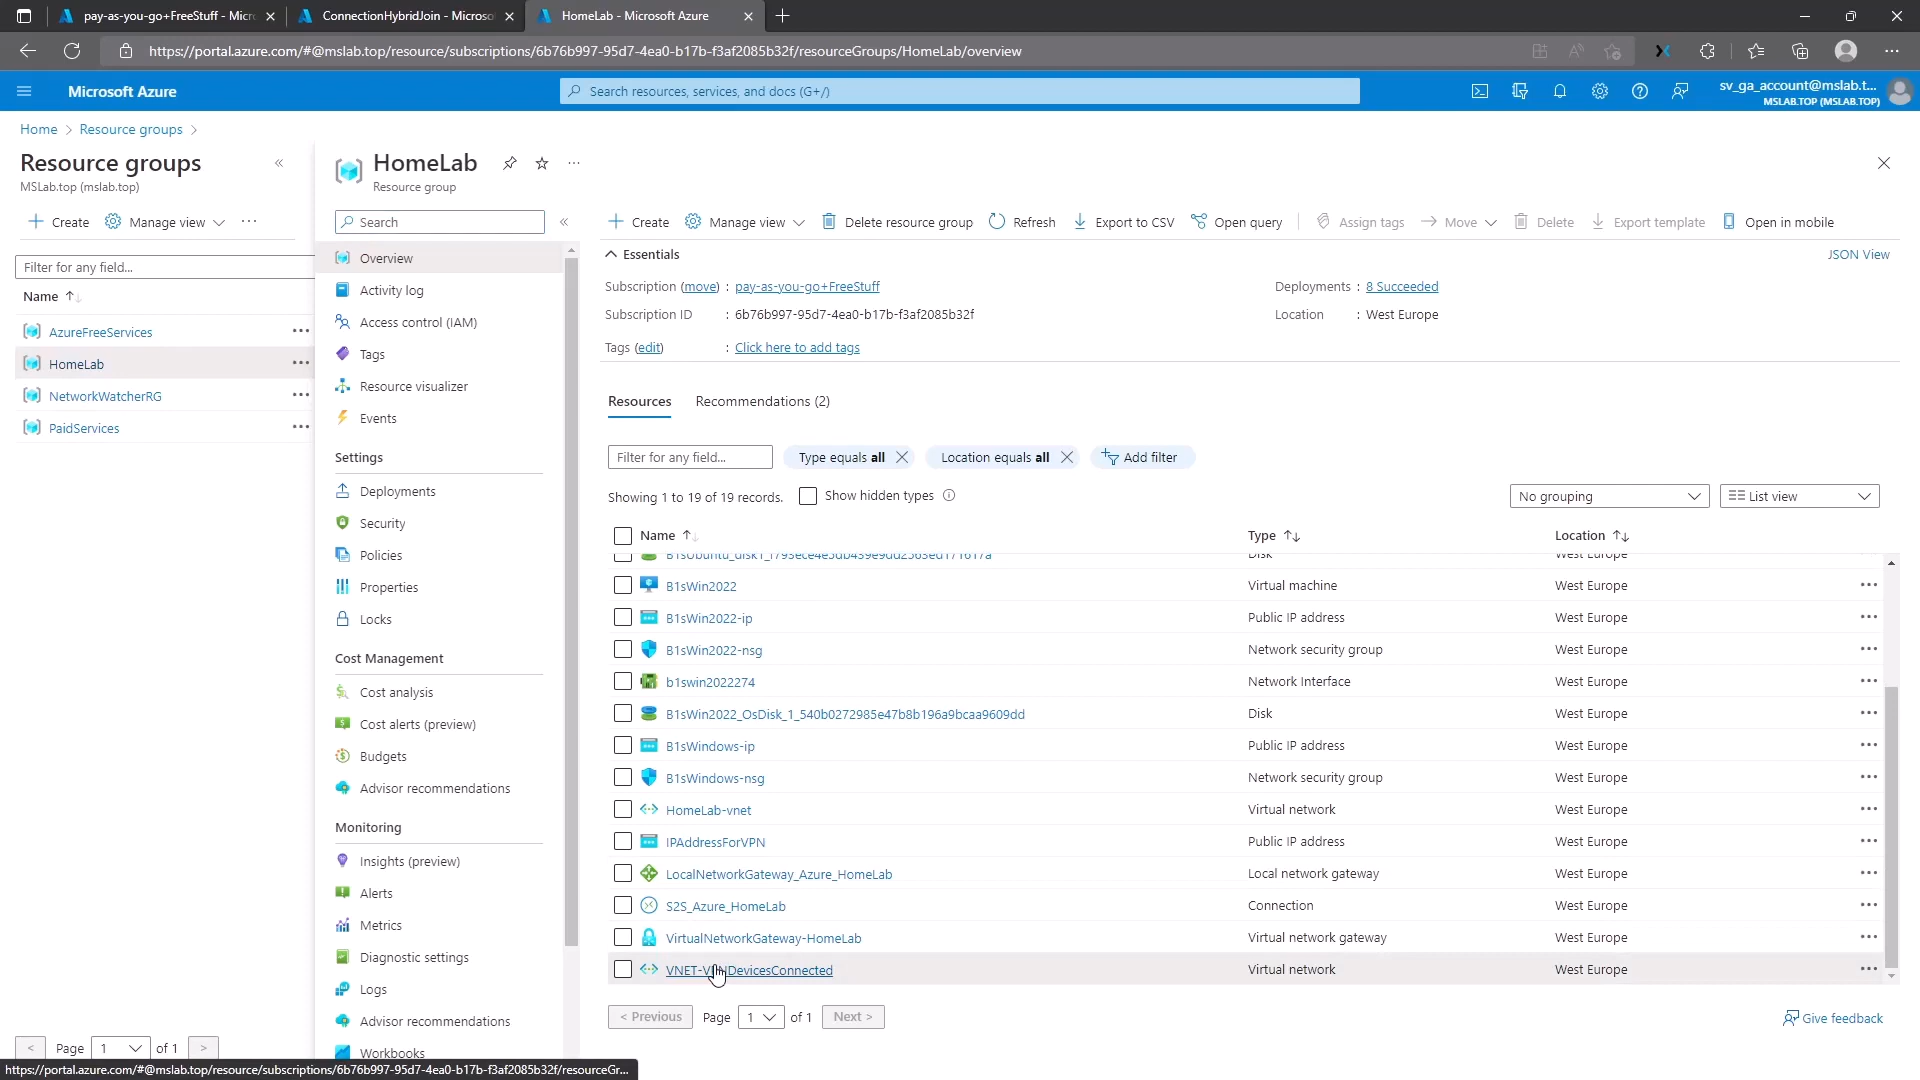 pay-as-you-go+FreeStuff - Micr
ConnectionHybridJoin - Microso
HomeLab - Microsoft Azure
https://portal.azure.com/#@mslab.top/resource/subscriptions/6b76b997-95d7-4ea0-b17b-f3af2085b32f/resourceGroups/HomeLab/overview
Microsoft Azure
Search resources, services, and docs (G+/)
sv_ga_account@mslab.t...
MSLAB.TOP (MSLAB.TOP)
Home > Resource groups >
Resource groups
MSLab.top (mslab.top)
Create
Manage view
Filter for any field...
Name
AzureFreeServices
HomeLab
NetworkWatcherRG
PaidServices
< Page 1 of 1 >
HomeLab
Resource group
Search
Overview
Activity log
Access control (IAM)
Tags
Resource visualizer
Events
Settings
Deployments
Security
Policies
Properties
Locks
Cost Management
Cost analysis
Cost alerts (preview)
Budgets
Advisor recommendations
Monitoring
Insights (preview)
Alerts
Metrics
Diagnostic settings
Logs
Advisor recommendations
Workbooks
Create Manage view Delete resource group Refresh Export to CSV Open query Assign tags Move Delete Export template Open in mobile
Essentials
JSON View
Subscription (move) : pay-as-you-go+FreeStuff
Deployments : 8 Succeeded
Subscription ID : 6b76b997-95d7-4ea0-b17b-f3af2085b32f
Location : West Europe
Tags (edit) : Click here to add tags
Resources Recommendations (2)
Filter for any field... Type equals all Location equals all Add filter
Showing 1 to 19 of 19 records. Show hidden types
No grouping List view
Name Type Location
Disk West Europe
B1sWin2022 Virtual machine West Europe
B1sWin2022-ip Public IP address West Europe
B1sWin2022-nsg Network security group West Europe
b1swin2022274 Network Interface West Europe
B1sWin2022_OsDisk_1_540b0272985e47b8b196a9bcaa9609dd Disk West Europe
B1sWindows-ip Public IP address West Europe
B1sWindows-nsg Network security group West Europe
HomeLab-vnet Virtual network West Europe
IPAddressForVPN Public IP address West Europe
LocalNetworkGateway_Azure_HomeLab Local network gateway West Europe
S2S_Azure_HomeLab Connection West Europe
VirtualNetworkGateway-HomeLab Virtual network gateway West Europe
Virtual network West Europe
< Previous Page 1 of 1 Next >
Give feedback
https://portal.azure.com/#@mslab.top/resource/subscriptions/6b76b997-95d7-4ea0-b17b-f3af2085b32f/resourceGr...